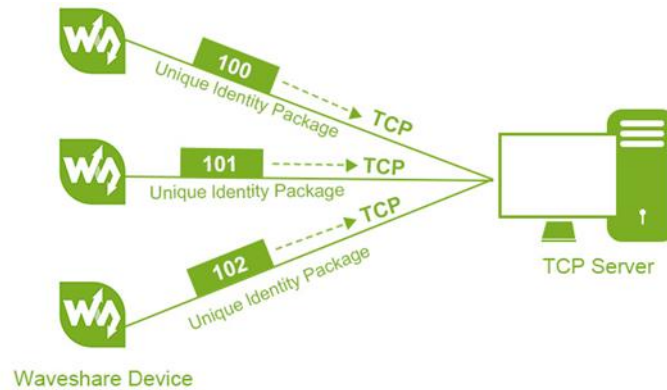 100
TCP
Unique Identity Package
101
TCP
Unique Identity Package
102
TCP
Unique Identity Package
TCP Server
Waveshare Device